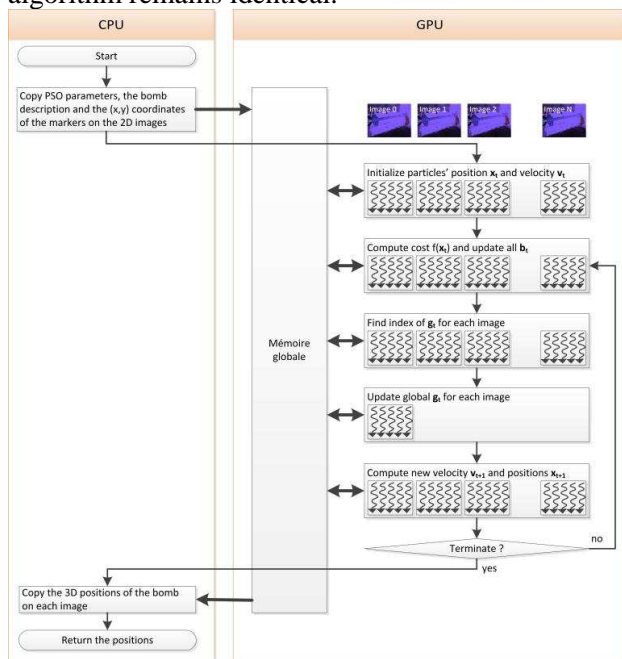 algorithm remains identical.
CPU
GPU
Start
Copy PSO parameters, the bomb
description and the (x,y) coordinates
of the markers on the 2D images
Image 0
Image 1
Image 2
Image N
Initialize particles' position xₜ and velocity vₜ
Compute cost f(xₜ) and update all bₜ
Find index of gₜ for each image
Mémoire
globale
Update global gₜ for each image
Compute new velocity vₜ₊₁ and positions xₜ₊₁
Terminate ?
no
yes
Copy the 3D positions of the bomb
on each image
Return the positions